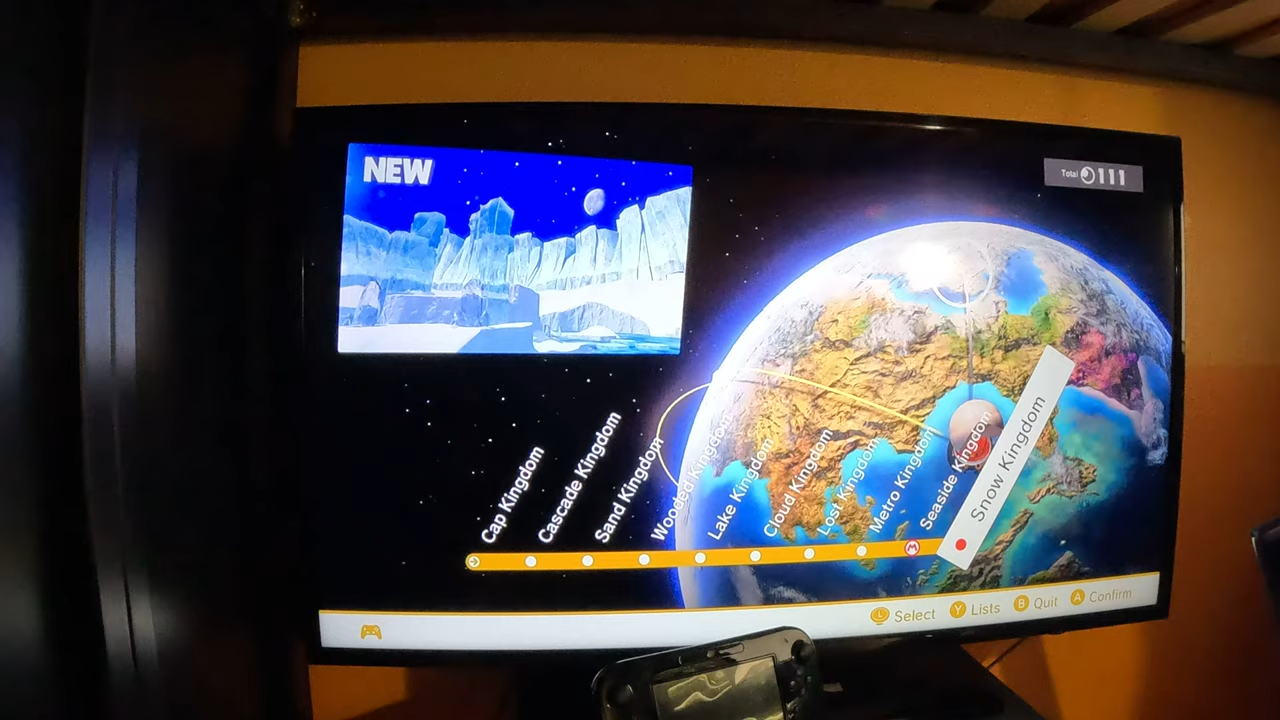 NEW
Total 111
Cap Kingdom
Cascade Kingdom
Sand Kingdom
Wooded Kingdom
Lake Kingdom
Cloud Kingdom
Lost Kingdom
Metro Kingdom
Seaside Kingdom
Snow Kingdom
L Select Y Lists B Quit A Confirm